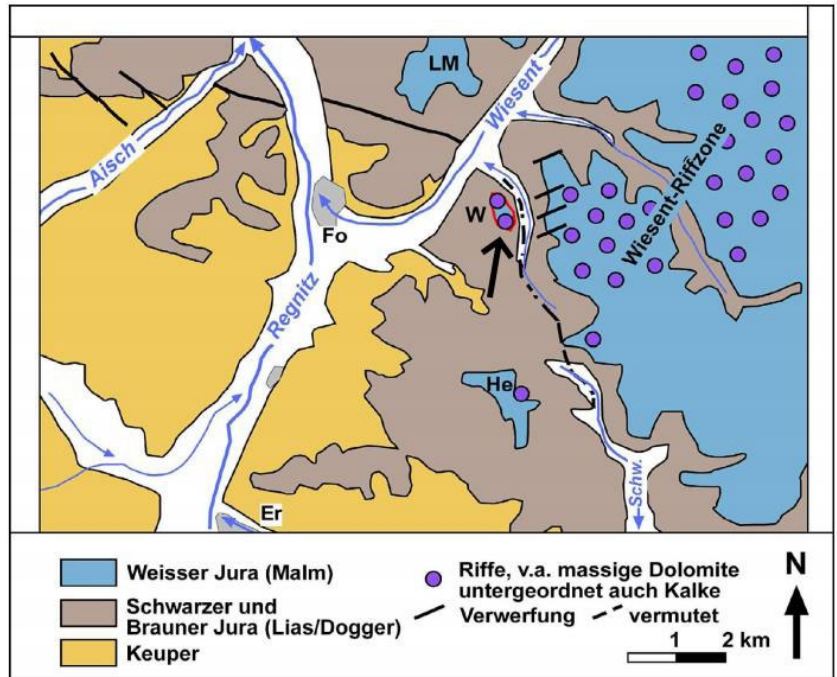 LM
Wiesent
Aisch
W
Fo
Wiesent-Riffzone
Regnitz
He
Er
Schw.
Weisser Jura (Malm)
Schwarzer und
Brauner Jura (Lias/Dogger)
Keuper
Riffe, v.a. massige Dolomite
untergeordnet auch Kalke
Verwerfung
vermutet
N
1 2 km